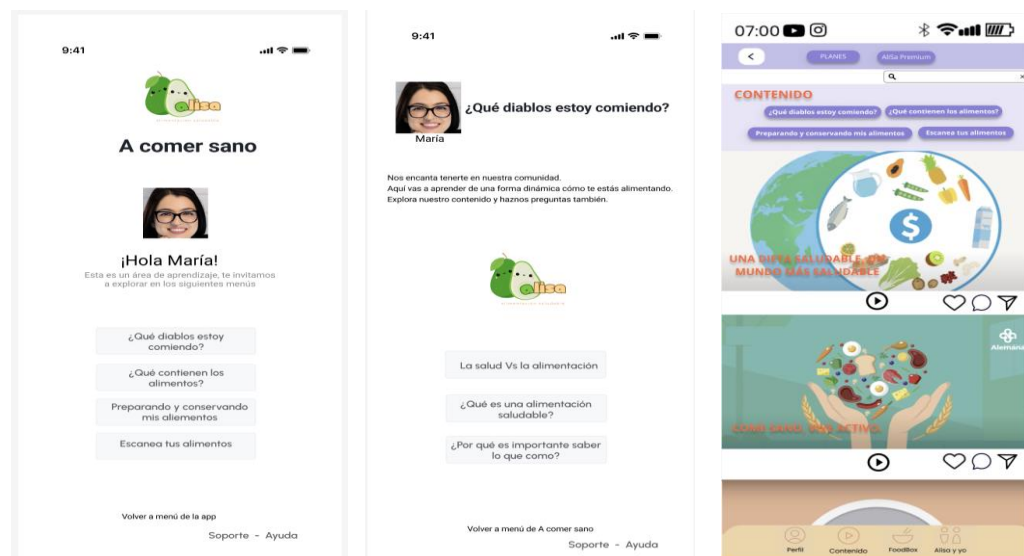 9:41
alisa
A comer sano
¡Hola María!
Esta es un área de aprendizaje, te invitamos
a explorar en los siguientes menús
¿Qué diablos estoy
comiendo?
¿Qué contienen los
alimentos?
Preparando y conservando
mis aliementos
Escanea tus alimentos
Volver a menú de la app
Soporte - Ayuda
9:41
¿Qué diablos estoy comiendo?
María
Nos encanta tenerte en nuestra comunidad.
Aquí vas a aprender de una forma dinámica cómo te estás alimentando.
Explora nuestro contenido y haznos preguntas también.
alisa
La salud Vs la alimentación
¿Qué es una alimentación
saludable?
¿Por qué es importante saber
lo que como?
Volver a menú de A comer sano
Soporte - Ayuda
07:00
PLANES
AliSa Premium
CONTENIDO
¿Qué diablos estoy comiendo?
¿Qué contienen los alimentos?
Preparando y conservando mis alimentos
Escanea tus alimentos
$
UNA DIETA SALUDABLE, UN
MUNDO MÁS SALUDABLE
Alemana
COME SANO, VIVE ACTIVO
Perfil
Contenido
FoodBox
Alisa y yo